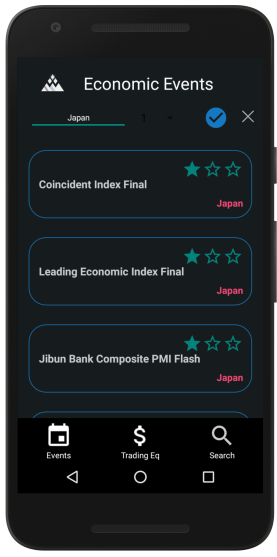 Economic Events
Japan
1
Coincident Index Final
Japan
Leading Economic Index Final
Japan
Jibun Bank Composite PMI Flash
Japan
Events
Trading Eq
Search